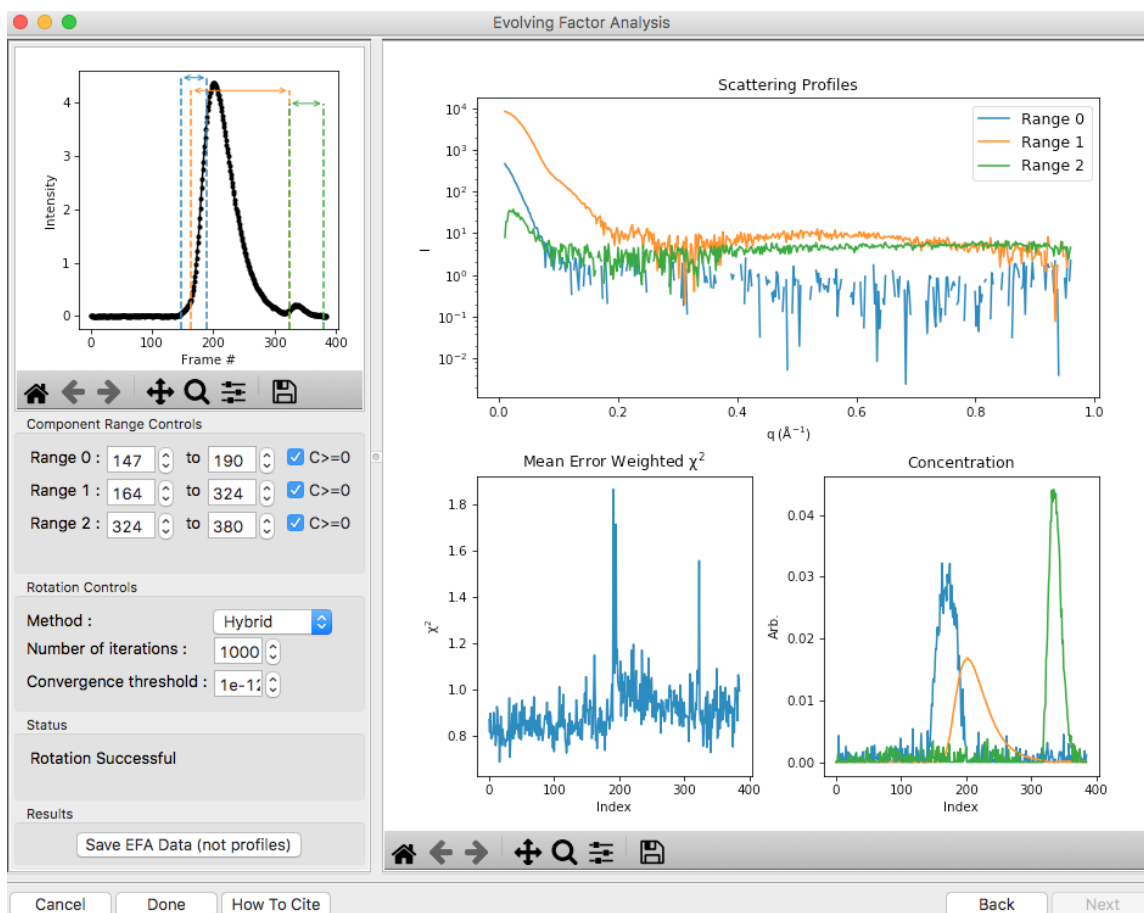 Evolving Factor Analysis
4
3
2
1
0
Intensity
0 100 200 300 400
Frame #
Component Range Controls
Range 0 : 147 to 190 C>=0
Range 1 : 164 to 324 C>=0
Range 2 : 324 to 380 C>=0
Rotation Controls
Method : Hybrid
Number of iterations : 1000
Convergence threshold : 1e-12
Status
Rotation Successful
Results
Save EFA Data (not profiles)
Scattering Profiles
10⁴
10³
10²
10¹
10⁰
10⁻¹
10⁻²
I
Range 0
Range 1
Range 2
0.0 0.2 0.4 0.6 0.8 1.0
q (Å⁻¹)
Mean Error Weighted χ²
1.8
1.6
1.4
1.2
1.0
0.8
χ²
0 100 200 300 400
Index
Concentration
0.04
0.03
0.02
0.01
0.00
Arb.
0 100 200 300 400
Index
Cancel Done How To Cite Back Next